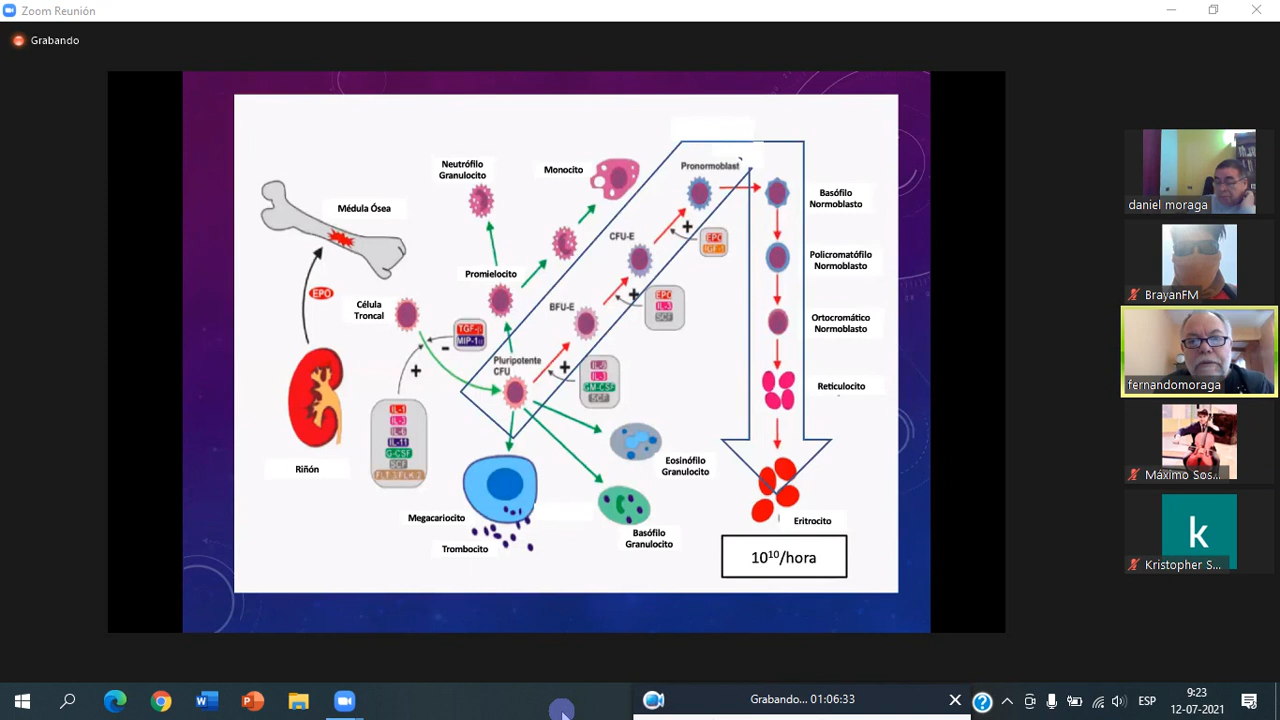 Zoom Reunión
Grabando
Neutrófilo
Granulocito
Monocito
Pronormoblast
Basófilo
Normoblasto
Médula Ósea
CFU-E
EPO
IGF-1
Policromatófilo
Normoblasto
Promielocito
EPO
Célula
Troncal
BFU-E
EPO
IL-3
SCF
Ortocromático
Normoblasto
TGF-β
MIP-1α
Pluripotente
CFU
IL-3
GM-CSF
SCF
Reticulocito
IL-1
IL-3
IL-6
IL-11
G-CSF
SCF
Riñón
Eosinófilo
Granulocito
Megacariocito
Trombocito
Basófilo
Granulocito
Eritrocito
10¹⁰/hora
daniel moraga
BrayanFM
fernandomoraga
Máximo Sos...
k
Kristopher S...
Grabando... 01:06:33
ESP
9:23
12-07-2021